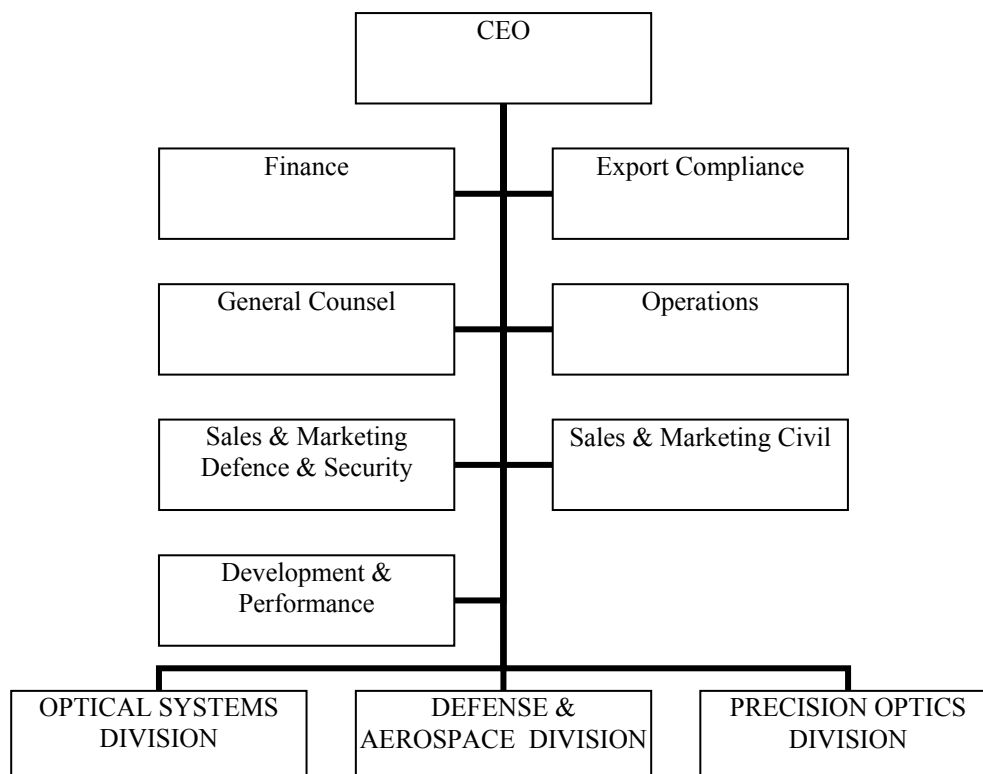 CEO
Finance
Export Compliance
General Counsel
Operations
Sales & Marketing
Defence & Security
Sales & Marketing Civil
Development &
Performance
OPTICAL SYSTEMS
DIVISION
DEFENSE &
AEROSPACE DIVISION
PRECISION OPTICS
DIVISION